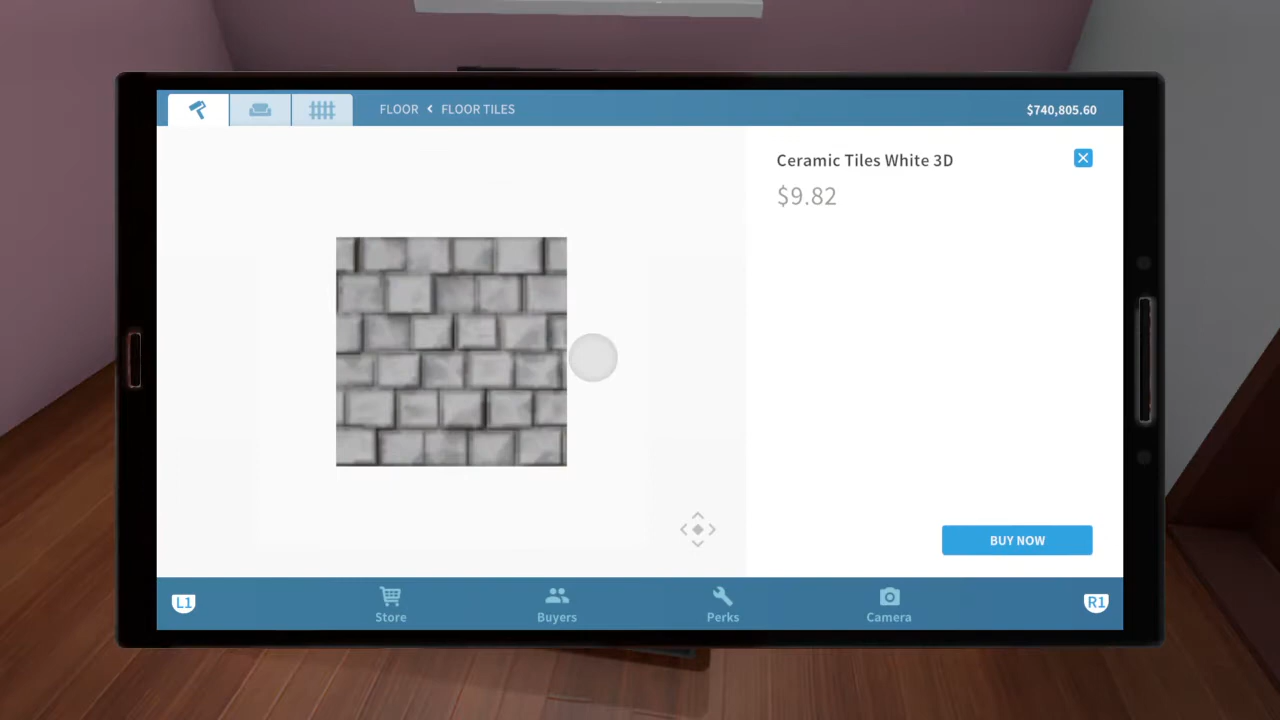 FLOOR < FLOOR TILES
$740,805.60
Ceramic Tiles White 3D
$9.82
BUY NOW
L1
Store
Buyers
Perks
Camera
R1